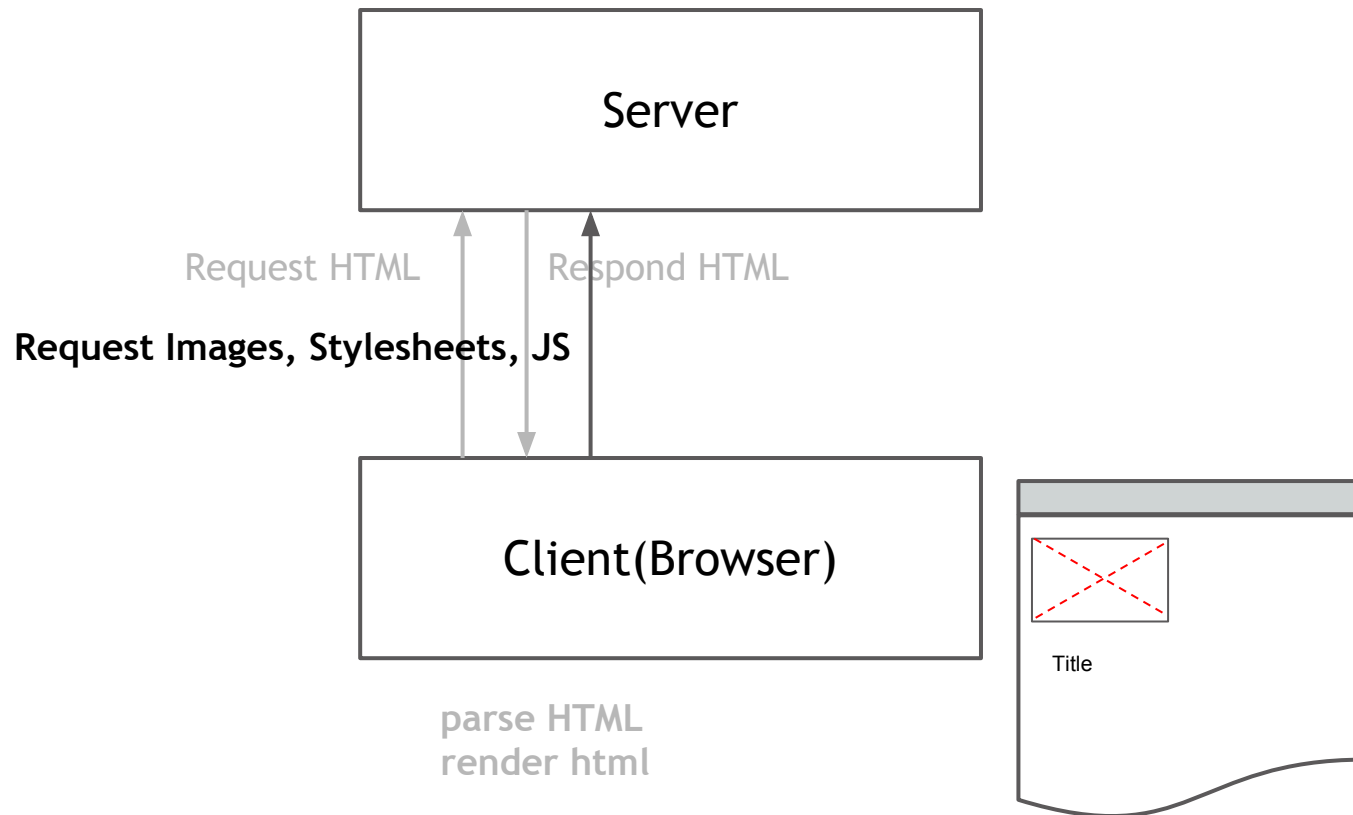 Server
Request HTML
Respond HTML
Request Images, Stylesheets, JS
Client(Browser)
Title
parse HTML
render html